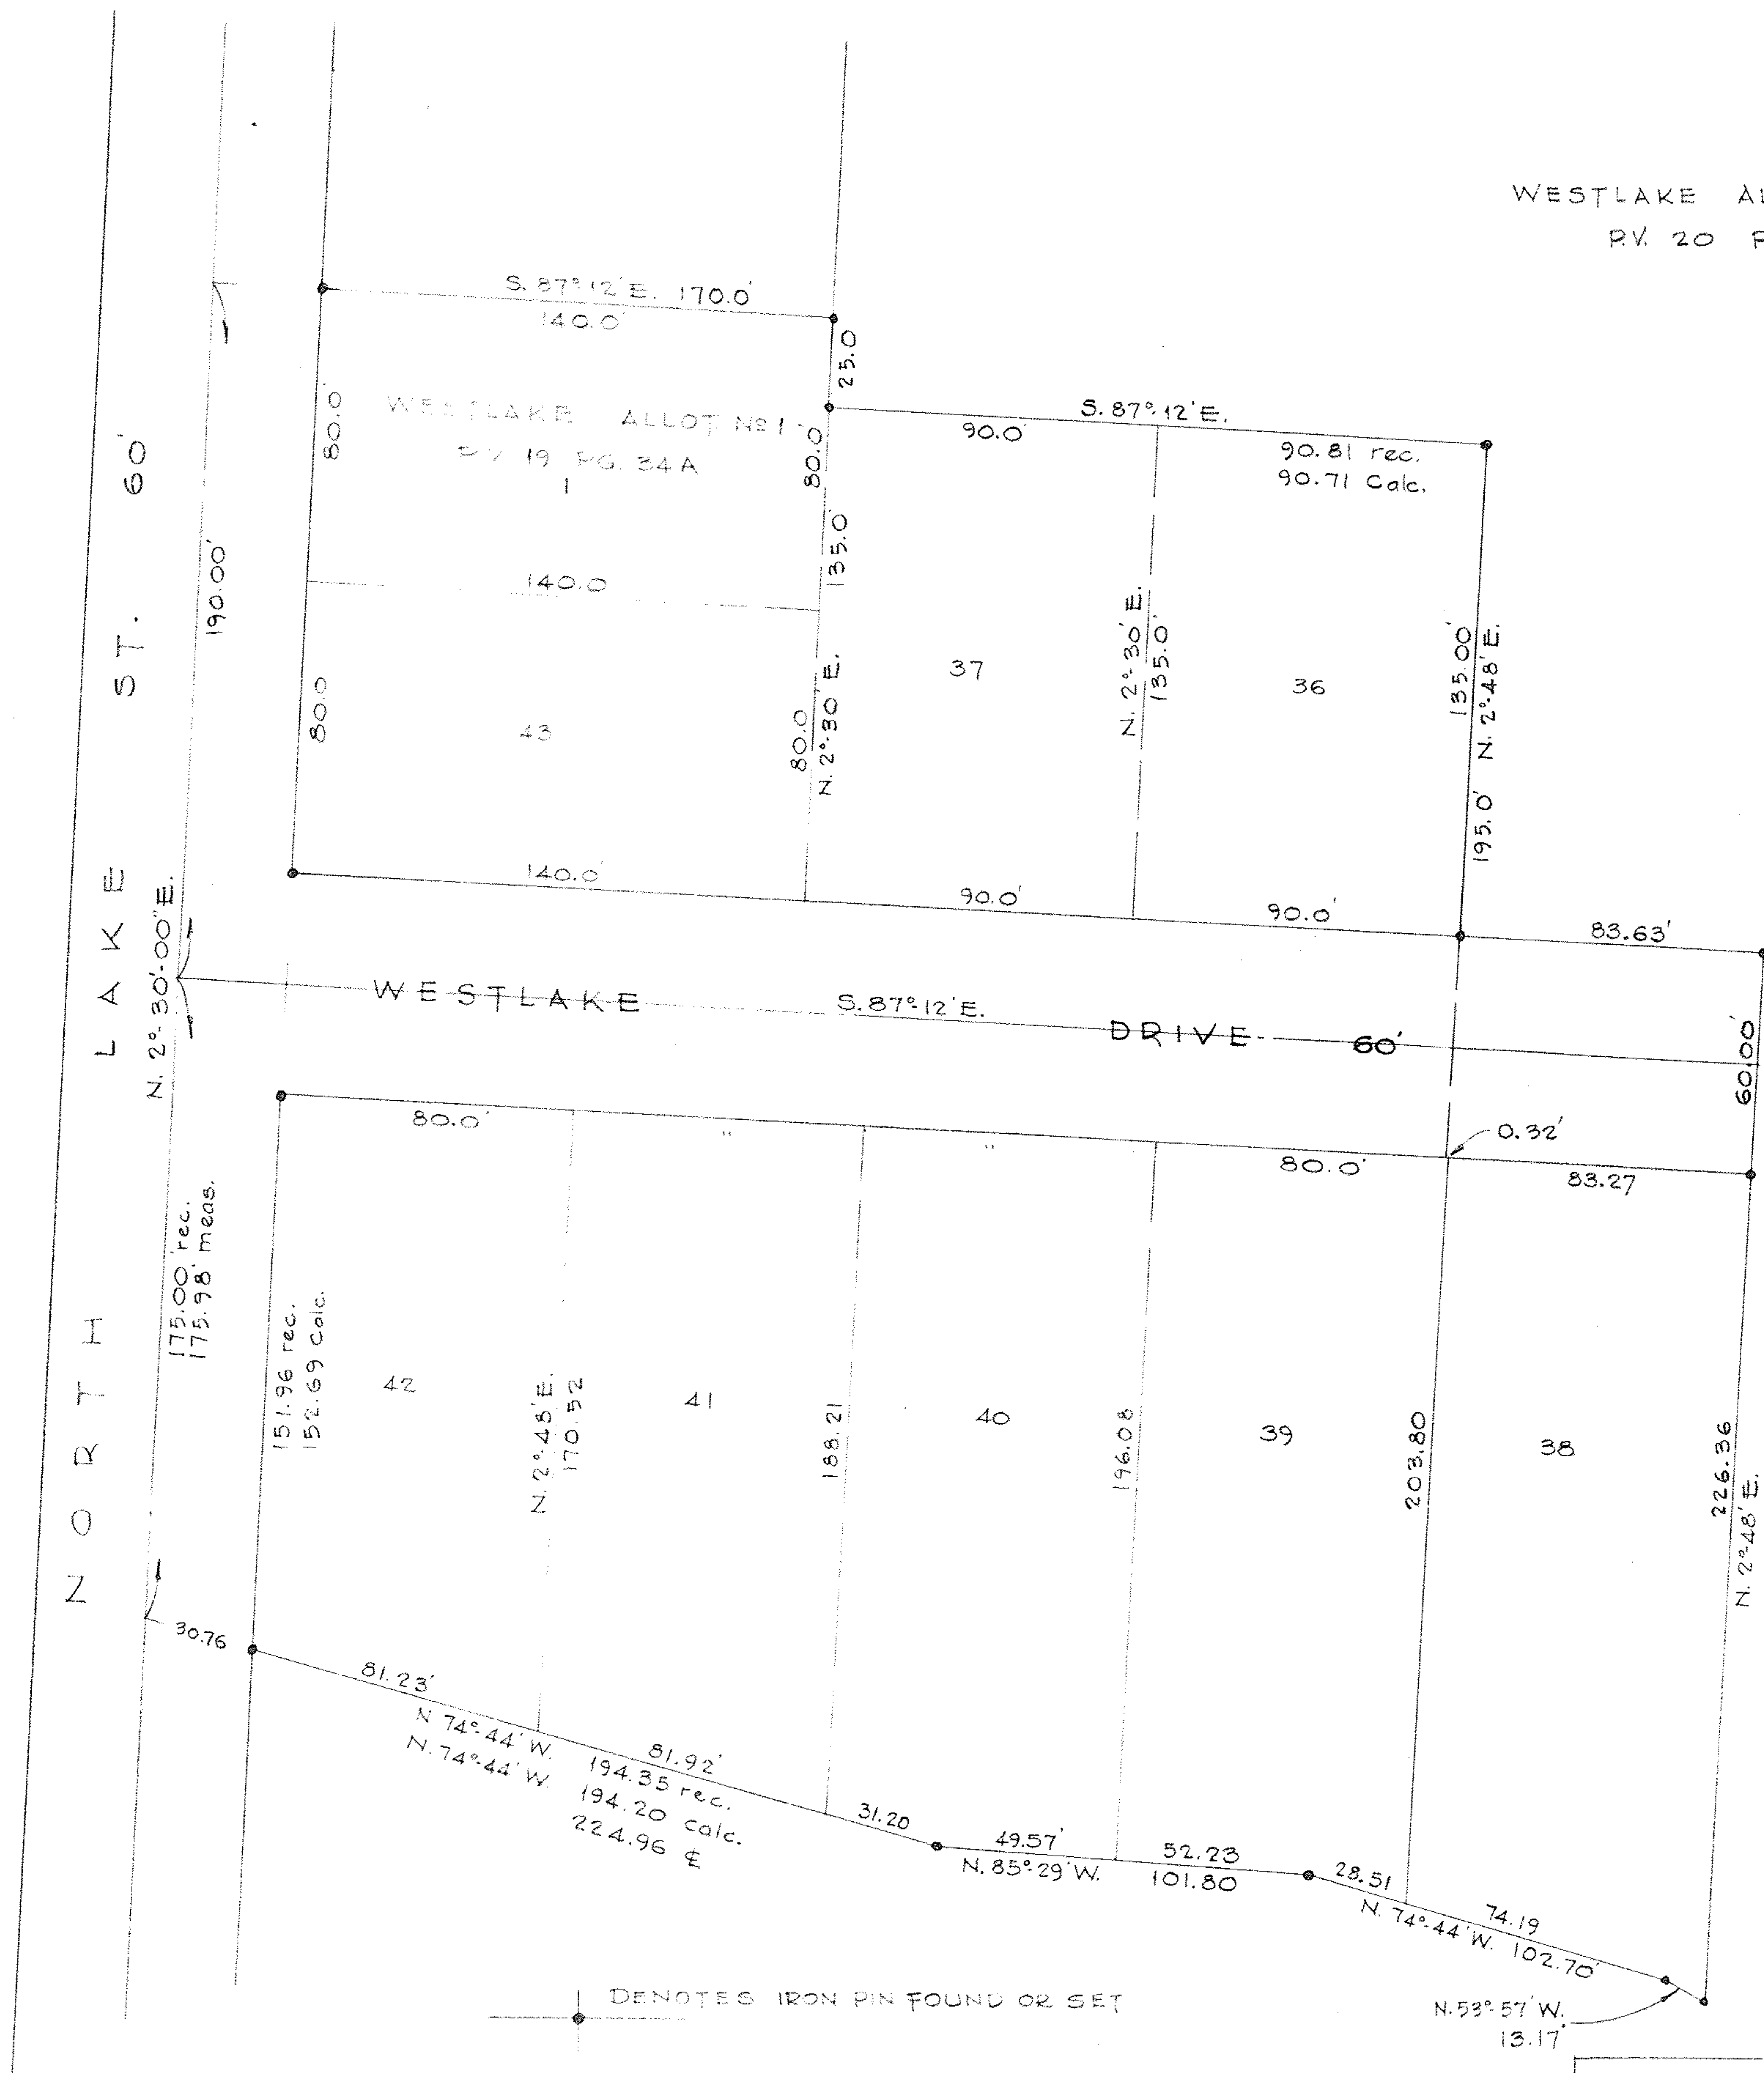 WESTLAKE
P.V. 20
S. 87°-12' E. 170.0'
140.0'
25.0
WESTLAKE ALLOT. No 1
P.V. 19 PG. 34A
1
80.0'
80.0
135.0'
S. 87°-12' E.
90.0'
90.81 rec.
90.71 Calc.
190.00'
140.0
80.0
43
80.0
N. 2°-30' E.
37
N. 2°-30' E.
135.0'
36
135.00'
195.0' N. 2°-48' E.
140.0'
90.0'
90.0'
83.63'
NORTH LAKE ST. 60'
N. 2°-30'-00" E.
WESTLAKE DRIVE 60'
S. 87°-12' E.
60.00'
80.0'
"
"
80.0'
0.32'
83.27
175.00' rec.
175.98' meas.
151.96 rec.
152.69 Calc.
42
N. 2°-48' E.
170.52
41
188.21
40
196.08
39
203.80
38
226.36
N. 2°-48' E.
30.76
81.23'
N 74°-44' W. 194.35 rec.
N. 74°-44' W. 194.20 calc.
224.96 ℄
81.92'
31.20
49.57'
N. 85°-29' W. 101.80
52.23
28.51
74.19
N. 74°-44' W. 102.70'
N. 53°-57' W.
13.17'
DENOTES IRON PIN FOUND OR SET